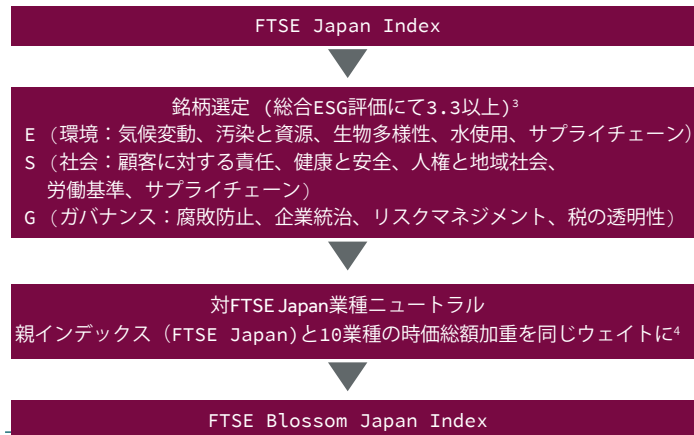 FTSE Japan Index
銘柄選定 (総合ESG評価にて3.3以上)³
E（環境：気候変動、汚染と資源、生物多様性、水使用、サプライチェーン)
S（社会：顧客に対する責任、健康と安全、人権と地域社会、
労働基準、サプライチェーン）
G（ガバナンス：腐敗防止、企業統治、リスクマネジメント、税の透明性）
対FTSE Japan業種ニュートラル
親インデックス（FTSE Japan)と10業種の時価総額加重を同じウェイトに⁴
FTSE Blossom Japan Index